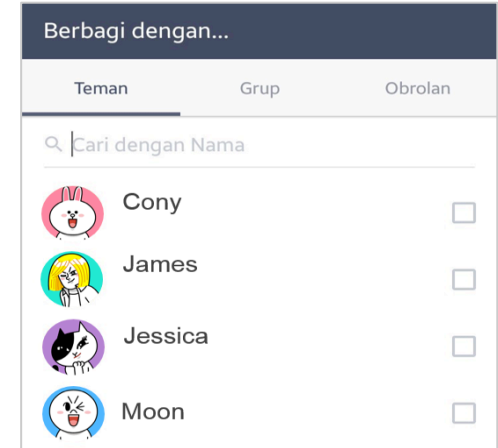 Berbagi dengan...
Teman Grup Obrolan
Cari dengan Nama
Cony
James
Jessica
Moon